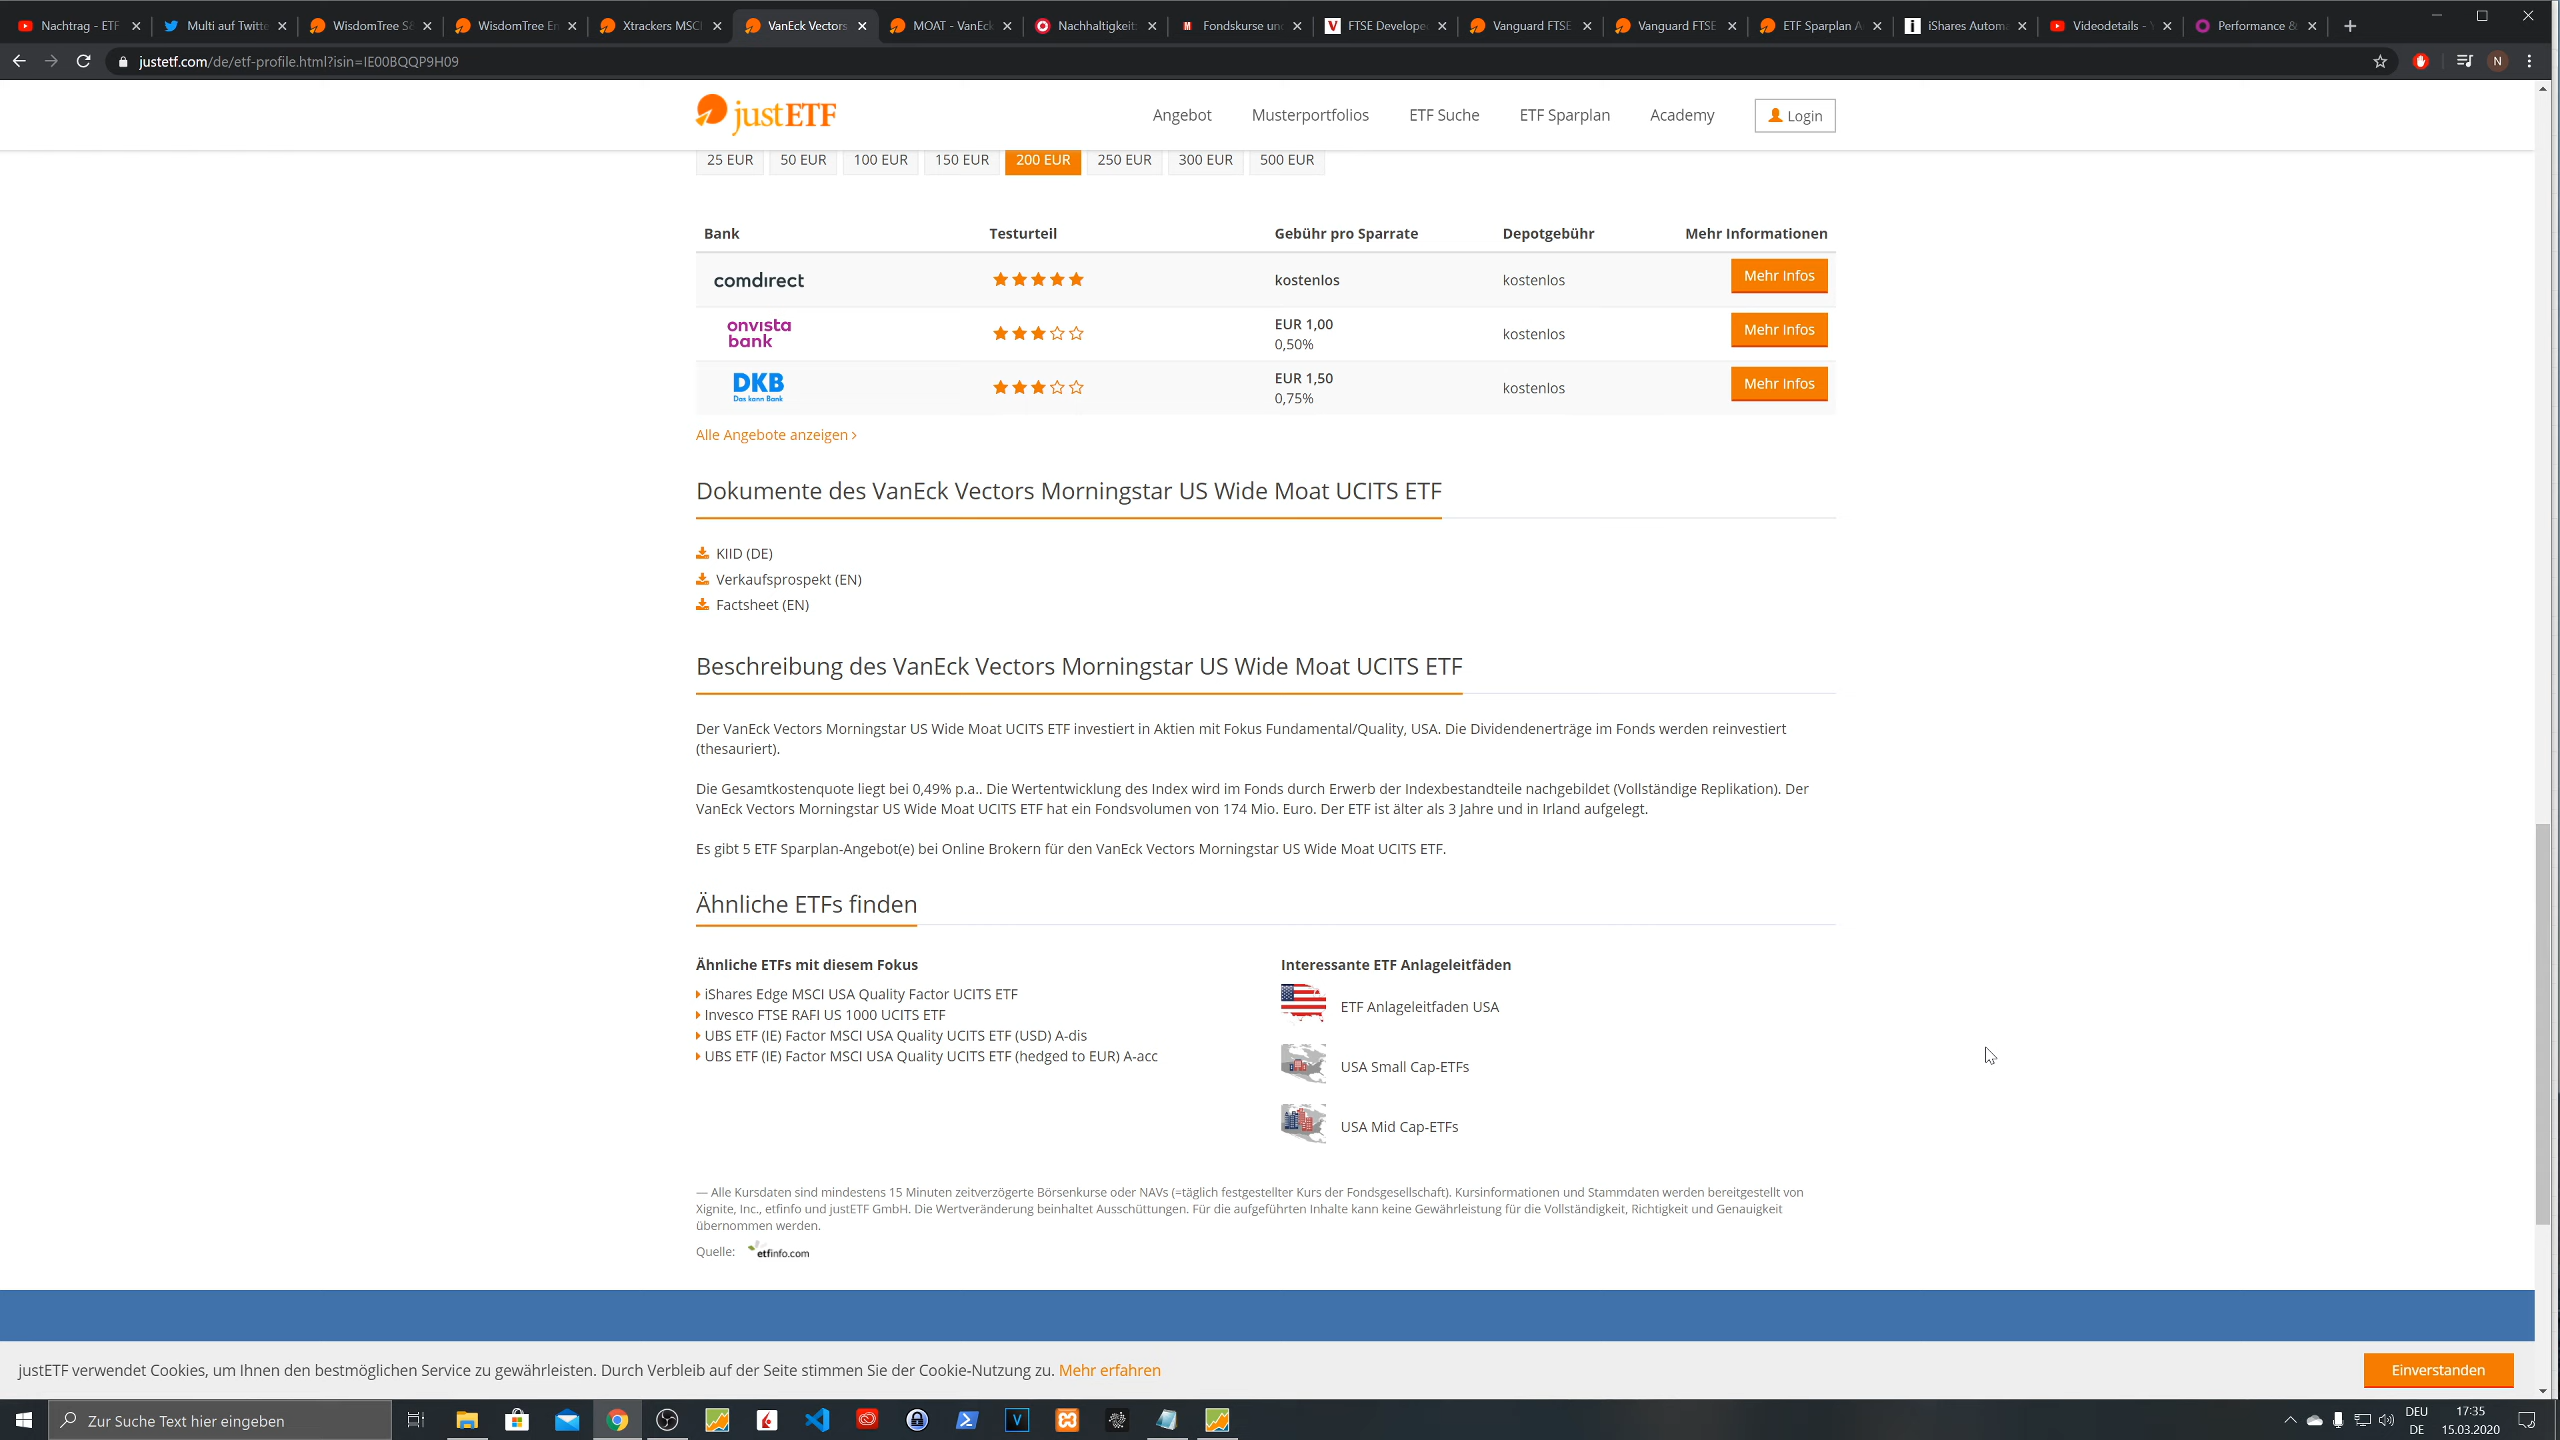 Nachtrag - ETF
Multi auf Twitte
WisdomTree S&
WisdomTree En
Xtrackers MSCI
VanEck Vectors
MOAT - VanEck
Nachhaltigkeit
Fondskurse und
FTSE Develope
Vanguard FTSE
Vanguard FTSE
ETF Sparplan A
iShares Autom
Videodetails -
Performance &
justetf.com/de/etf-profile.html?isin=IE00BQQP9H09
N
justETF
Angebot
Musterportfolios
ETF Suche
ETF Sparplan
Academy
Login
25 EUR
50 EUR
100 EUR
150 EUR
200 EUR
250 EUR
300 EUR
500 EUR
Bank Testurteil Gebühr pro Sparrate Depotgebühr Mehr Informationen
comdirect kostenlos kostenlos Mehr Infos
onvista bank EUR 1,00 0,50% kostenlos Mehr Infos
DKB Das kann Bank EUR 1,50 0,75% kostenlos Mehr Infos
Alle Angebote anzeigen
Dokumente des VanEck Vectors Morningstar US Wide Moat UCITS ETF
KIID (DE)
Verkaufsprospekt (EN)
Factsheet (EN)
Beschreibung des VanEck Vectors Morningstar US Wide Moat UCITS ETF
Der VanEck Vectors Morningstar US Wide Moat UCITS ETF investiert in Aktien mit Fokus Fundamental/Quality, USA. Die Dividendenerträge im Fonds werden reinvestiert
(thesauriert).
Die Gesamtkostenquote liegt bei 0,49% p.a.. Die Wertentwicklung des Index wird im Fonds durch Erwerb der Indexbestandteile nachgebildet (Vollständige Replikation). Der
VanEck Vectors Morningstar US Wide Moat UCITS ETF hat ein Fondsvolumen von 174 Mio. Euro. Der ETF ist älter als 3 Jahre und in Irland aufgelegt.
Es gibt 5 ETF Sparplan-Angebot(e) bei Online Brokern für den VanEck Vectors Morningstar US Wide Moat UCITS ETF.
Ähnliche ETFs finden
Ähnliche ETFs mit diesem Fokus
iShares Edge MSCI USA Quality Factor UCITS ETF
Invesco FTSE RAFI US 1000 UCITS ETF
UBS ETF (IE) Factor MSCI USA Quality UCITS ETF (USD) A-dis
UBS ETF (IE) Factor MSCI USA Quality UCITS ETF (hedged to EUR) A-acc
Interessante ETF Anlageleitfäden
ETF Anlageleitfaden USA
USA Small Cap-ETFs
USA Mid Cap-ETFs
— Alle Kursdaten sind mindestens 15 Minuten zeitverzögerte Börsenkurse oder NAVs (=täglich festgestellter Kurs der Fondsgesellschaft). Kursinformationen und Stammdaten werden bereitgestellt von
Xignite, Inc., etfinfo und justETF GmbH. Die Wertveränderung beinhaltet Ausschüttungen. Für die aufgeführten Inhalte kann keine Gewährleistung für die Vollständigkeit, Richtigkeit und Genauigkeit
übernommen werden.
Quelle: etfinfo.com
justETF verwendet Cookies, um Ihnen den bestmöglichen Service zu gewährleisten. Durch Verbleib auf der Seite stimmen Sie der Cookie-Nutzung zu. Mehr erfahren
Einverstanden
Zur Suche Text hier eingeben
DEU
DE
17:35
15.03.2020